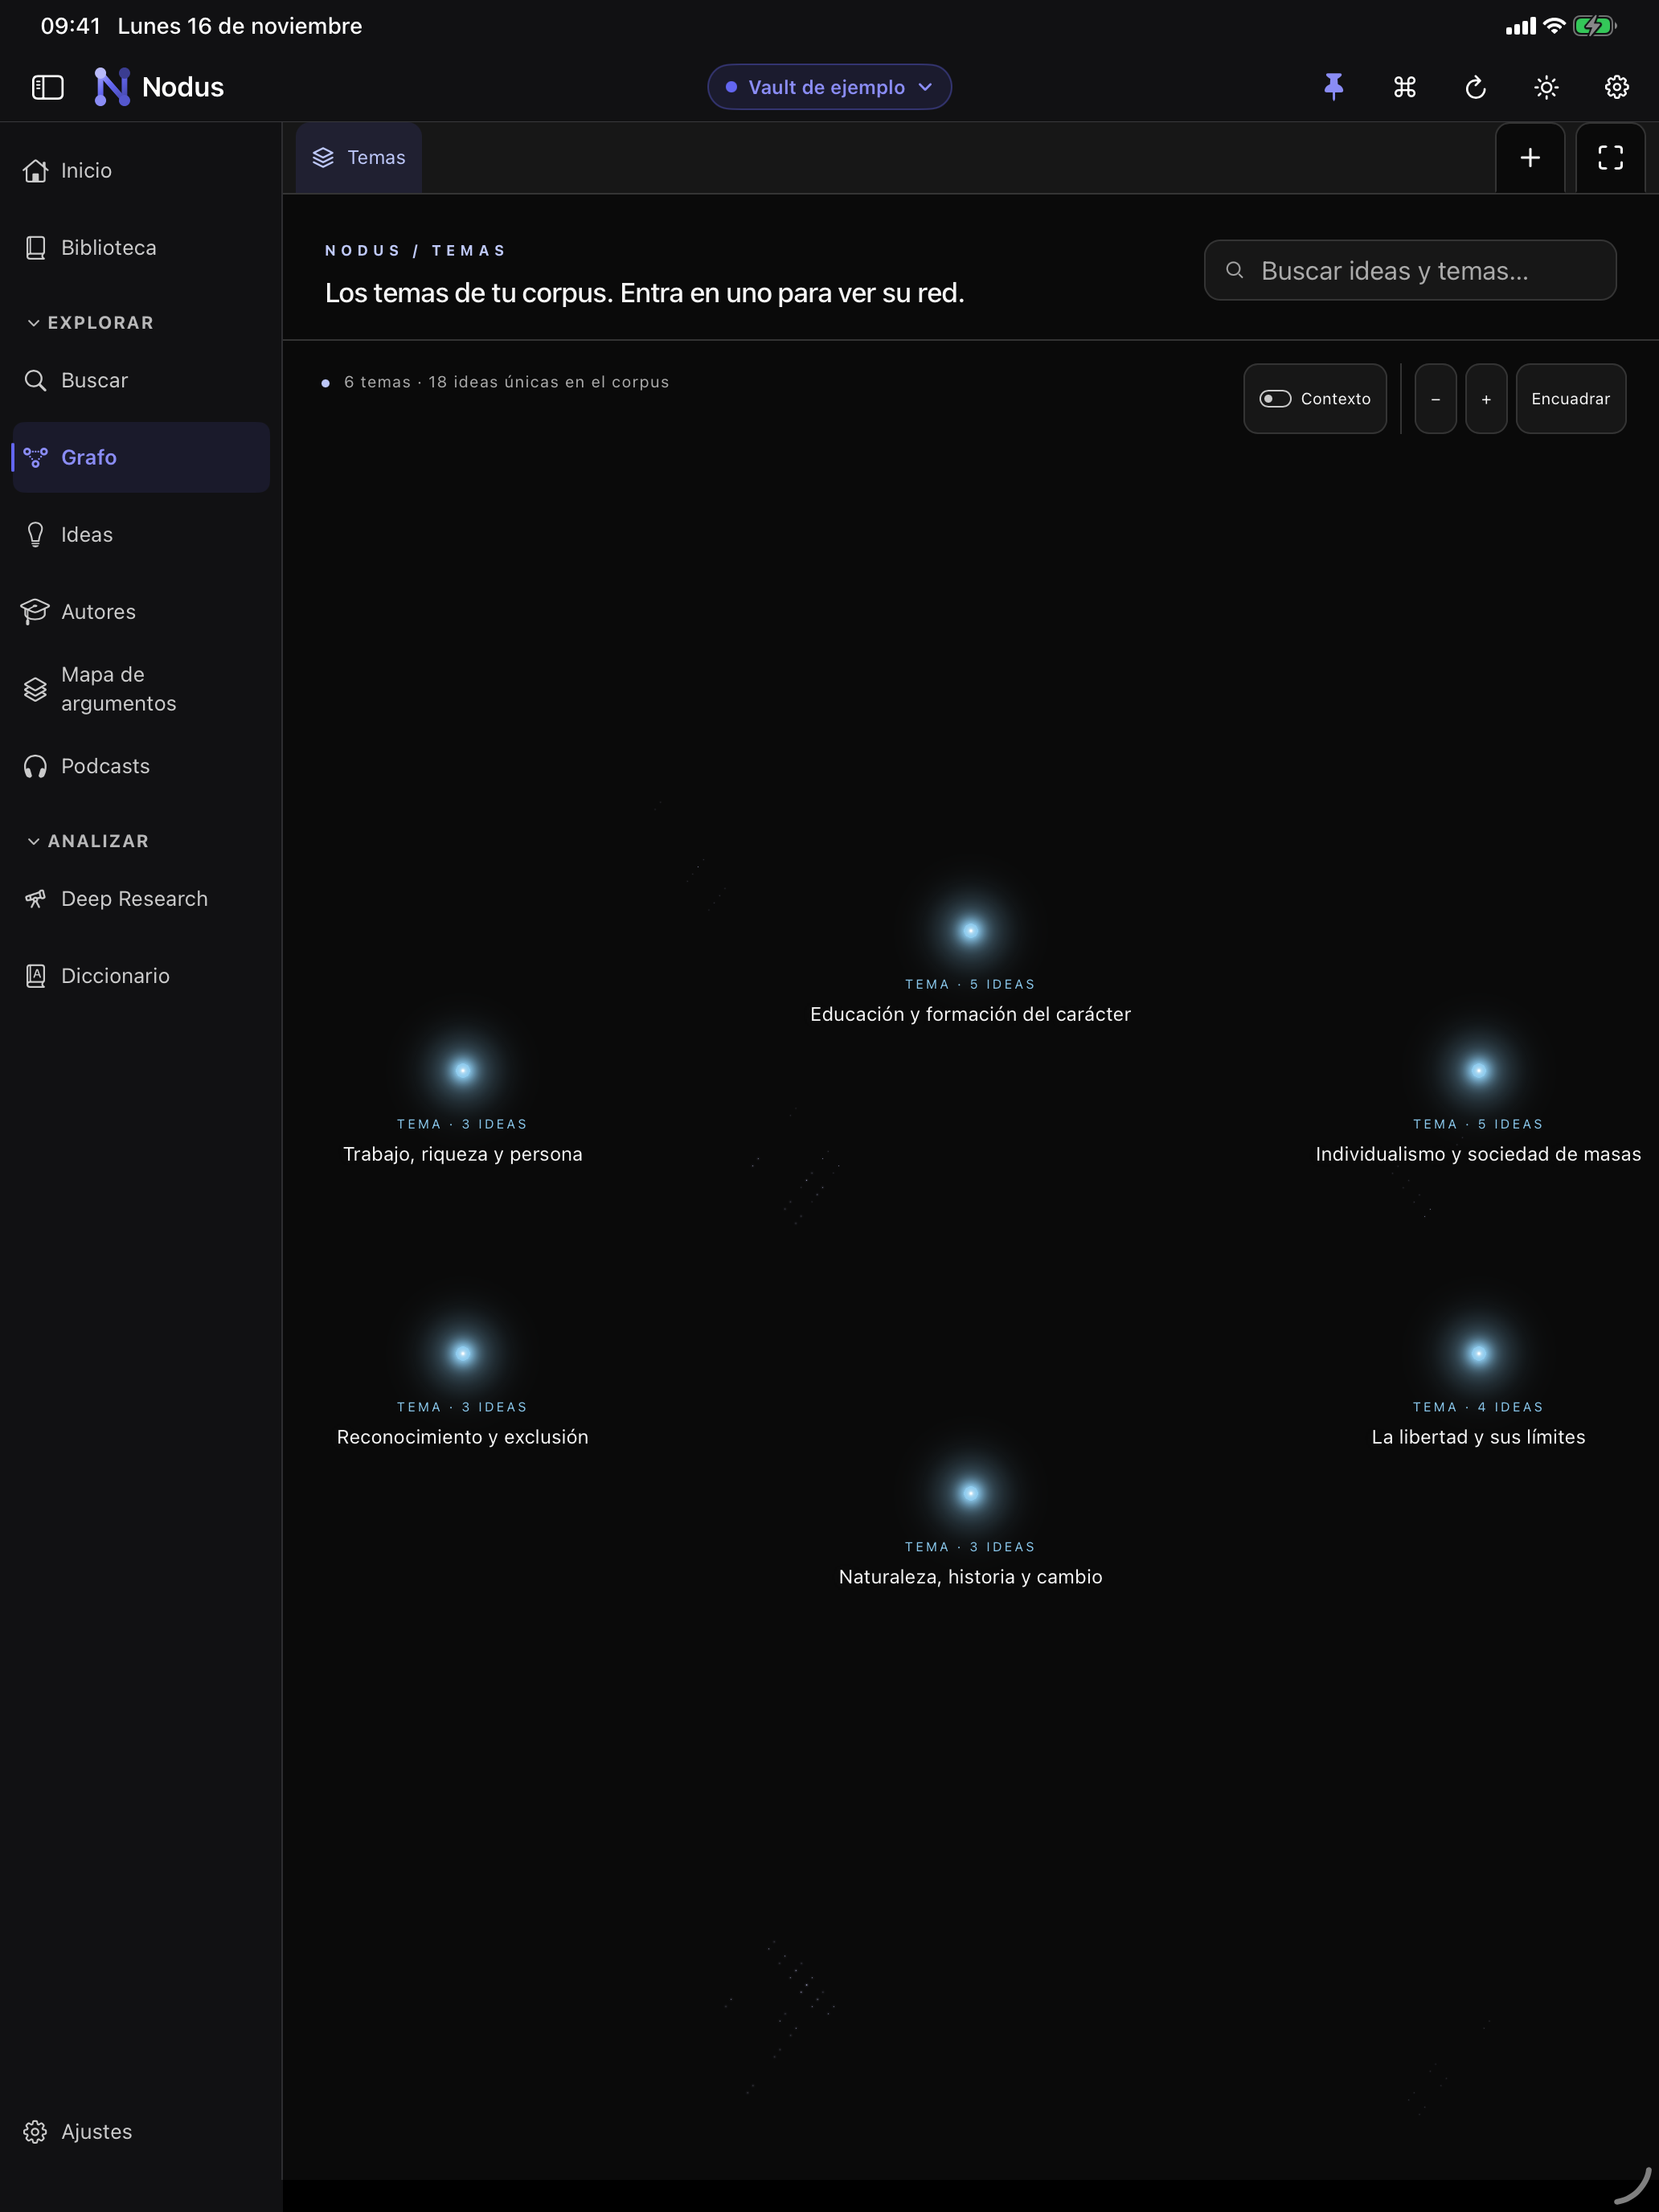 09:41 Lunes 16 de noviembre
Nodus
Vault de ejemplo
Inicio
Biblioteca
EXPLORAR
Buscar
Grafo
Ideas
Autores
Mapa de
argumentos
Podcasts
ANALIZAR
Deep Research
Diccionario
Ajustes
Temas
NODUS / TEMAS
Los temas de tu corpus. Entra en uno para ver su red.
Buscar ideas y temas...
6 temas · 18 ideas únicas en el corpus
Contexto
−
+
Encuadrar
TEMA · 5 IDEAS
Educación y formación del carácter
TEMA · 3 IDEAS
Trabajo, riqueza y persona
TEMA · 5 IDEAS
Individualismo y sociedad de masas
TEMA · 3 IDEAS
Reconocimiento y exclusión
TEMA · 4 IDEAS
La libertad y sus límites
TEMA · 3 IDEAS
Naturaleza, historia y cambio